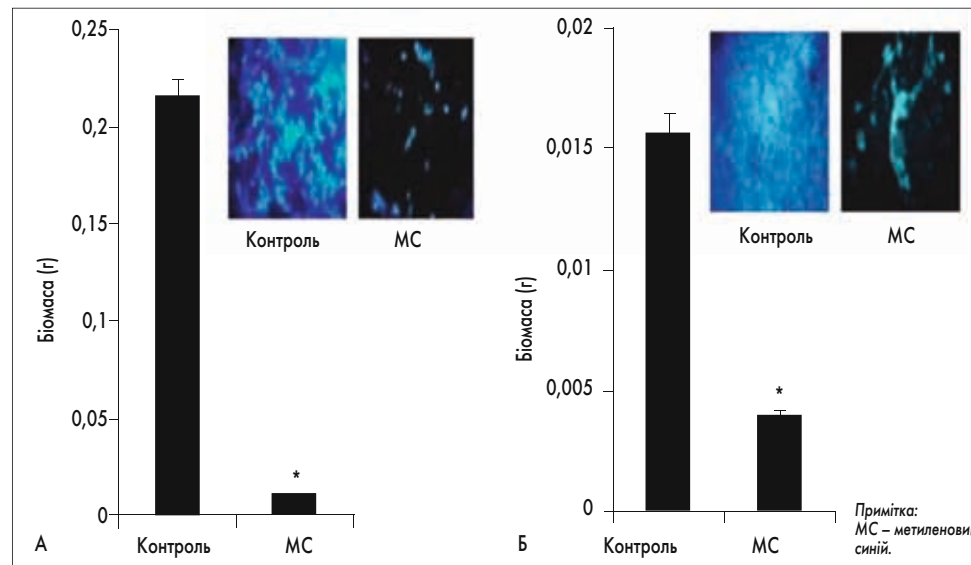 0,25
0,2
0,15
0,1
0,05
0
Біомаса (г)
Контроль
МС
*
А
Контроль
МС
0,02
0,015
0,01
0,005
0
Біомаса (г)
Контроль
МС
*
Б
Контроль
МС
Примітка:
МС – метиленови
синій.